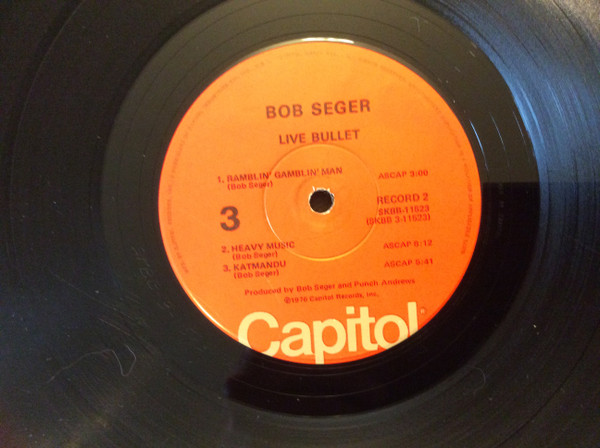 BOB SEGER
LIVE BULLET
1. RAMBLIN' GAMBLIN' MAN ASCAP 3:00
(Bob Seger)
3
RECORD 2
SKBB-11523
(SKBB 3-11523)
2. HEAVY MUSIC ASCAP 8:12
(Bob Seger)
3. KATMANDU ASCAP 5:41
(Bob Seger)
Produced by Bob Seger and Punch Andrews
℗1976 Capitol Records, Inc.
Capitol